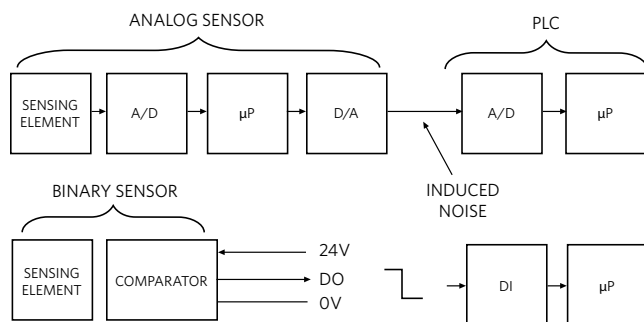 ANALOG SENSOR
PLC
SENSING
ELEMENT
A/D
µP
D/A
A/D
µP
INDUCED
NOISE
BINARY SENSOR
SENSING
ELEMENT
COMPARATOR
24V
DO
0V
DI
µP